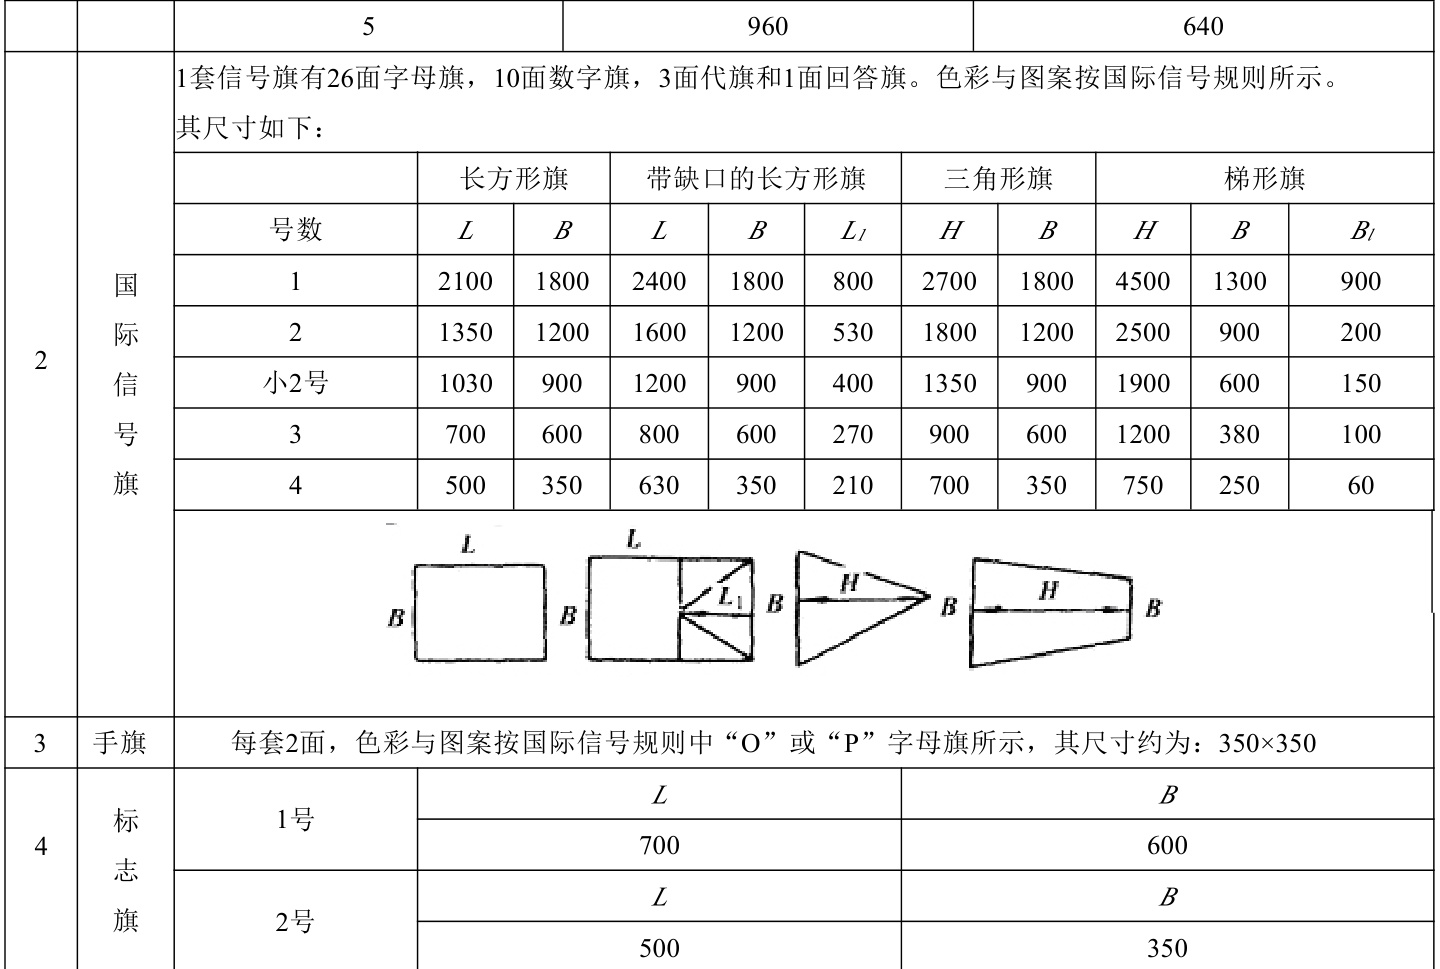 5 960 640
1套信号旗有26面字母旗，10面数字旗，3面代旗和1面回答旗。色彩与图案按国际信号规则所示。
其尺寸如下：
长方形旗 带缺口的长方形旗 三角形旗 梯形旗
号数 L B L B L1 H B H B B1
1 2100 1800 2400 1800 800 2700 1800 4500 1300 900
2 1350 1200 1600 1200 530 1800 1200 2500 900 200
小2号 1030 900 1200 900 400 1350 900 1900 600 150
3 700 600 800 600 270 900 600 1200 380 100
4 500 350 630 350 210 700 350 750 250 60
2 国际信号旗
L L
H H
B B L1 B B B
3 手旗 每套2面，色彩与图案按国际信号规则中“O”或“P”字母旗所示，其尺寸约为：350×350
4 标志旗
1号 L B
700 600
2号 L B
500 350